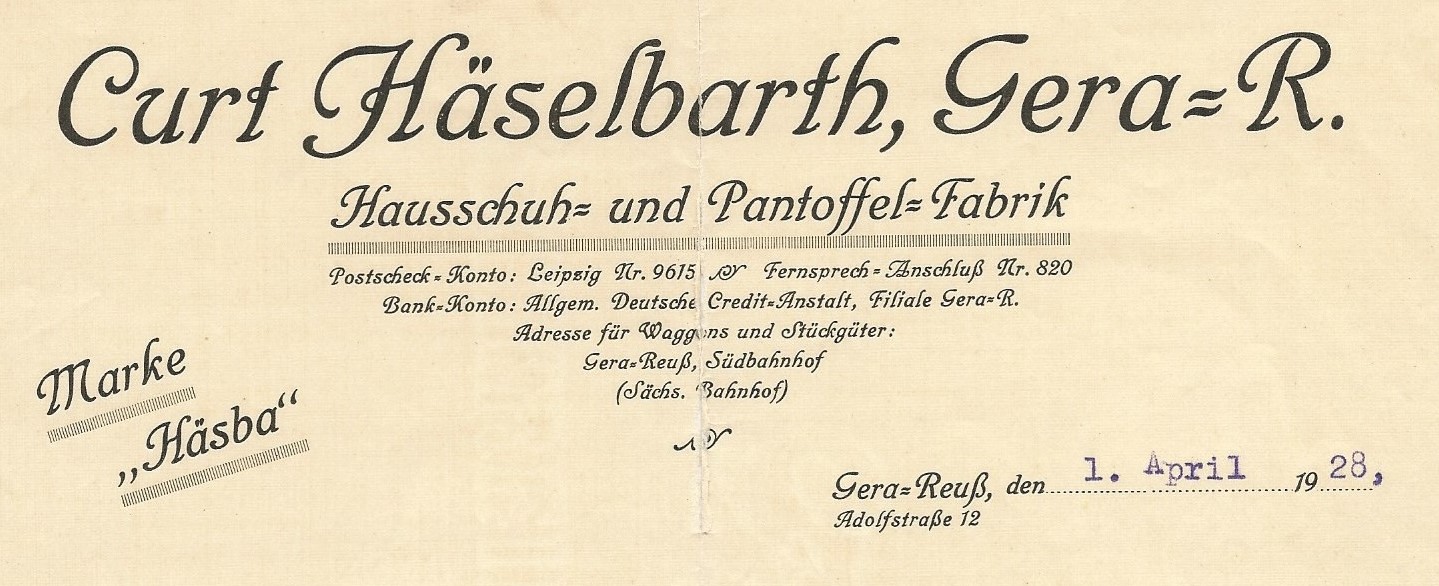 Curt Häselbarth, Gera=R.
Hausschuh= und Pantoffel=Fabrik
Postscheck=Konto: Leipzig Nr. 9615 Fernsprech=Anschluß Nr. 820
Bank=Konto: Allgem. Deutsche Credit=Anstalt, Filiale Gera=R.
Adresse für Waggons und Stückgüter:
Gera=Reuß, Südbahnhof
(Sächs. Bahnhof)
Marke
„Häsba“
Gera=Reuß, den 1. April 1928,
Adolfstraße 12